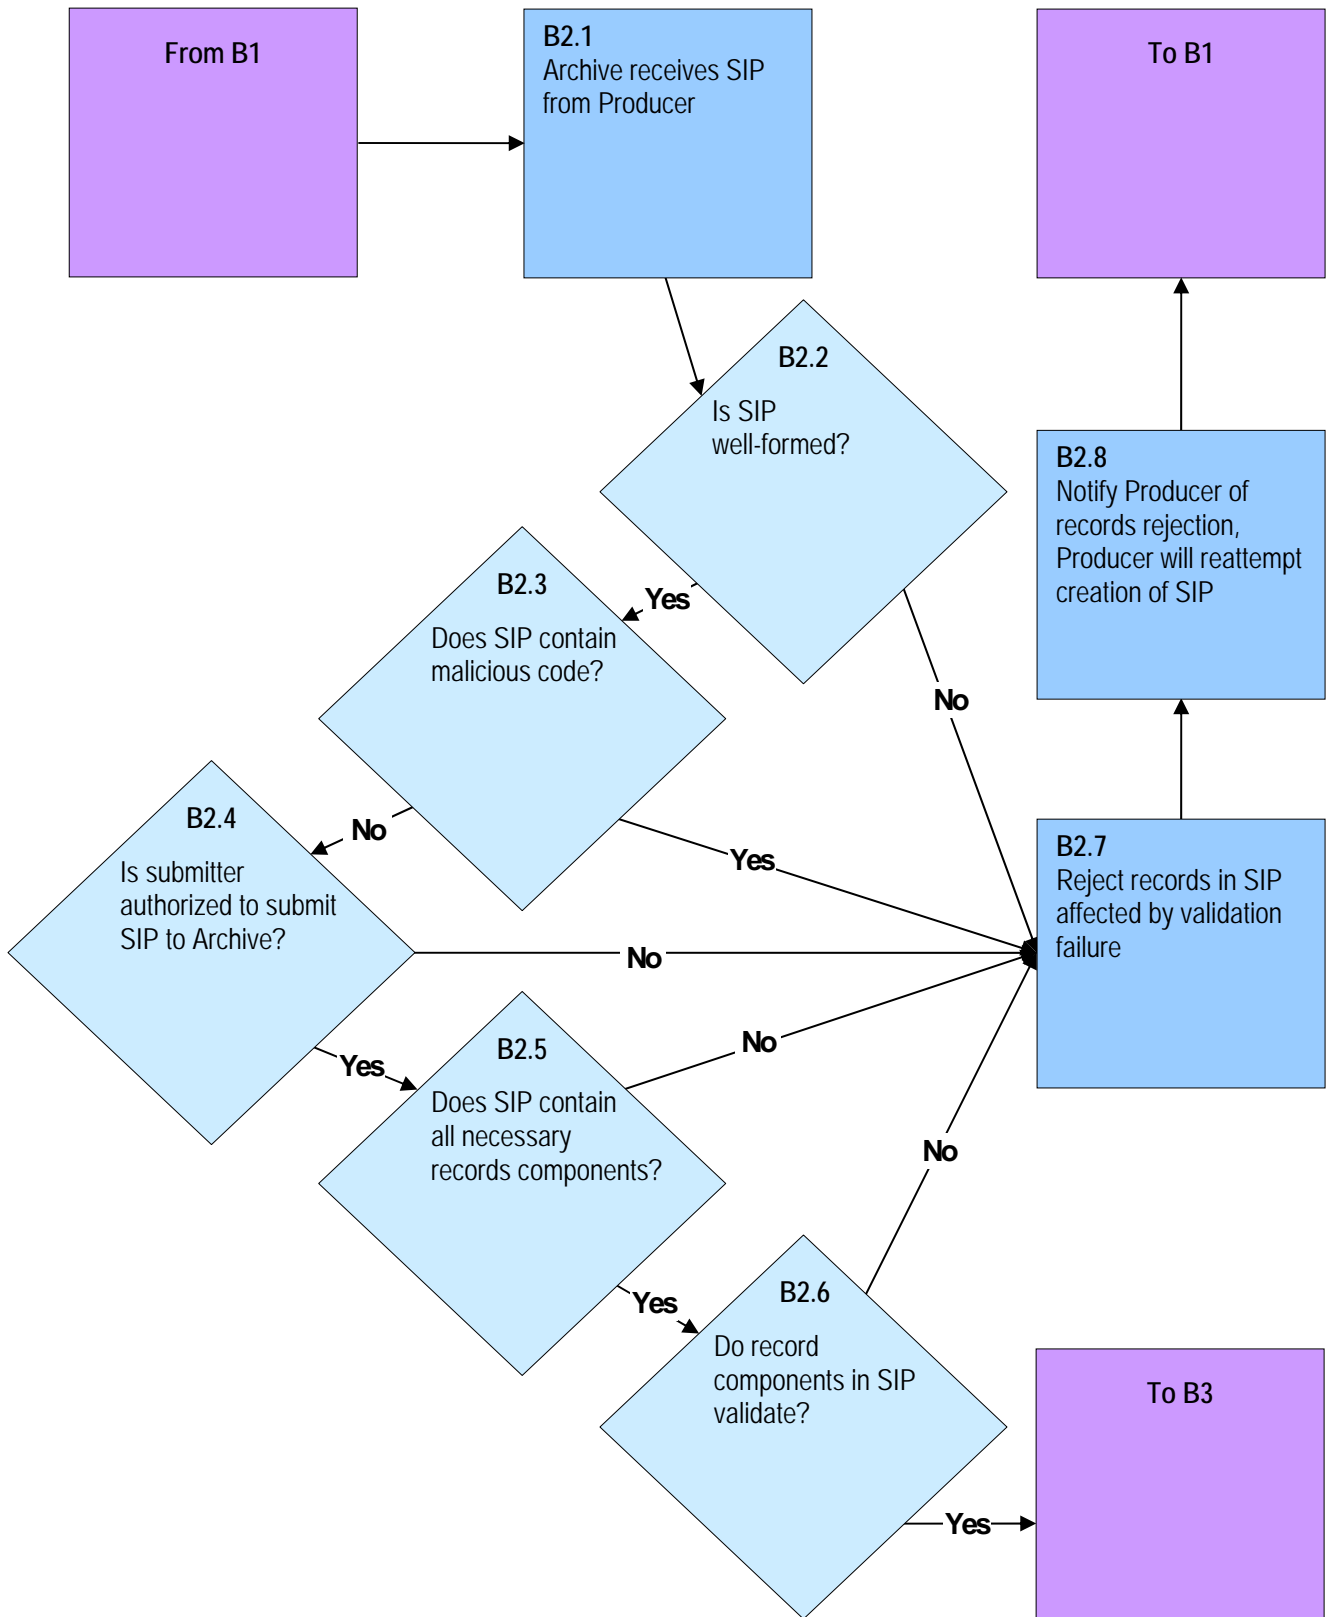 From B1
B2.1
Archive receives SIP
from Producer
To B1
B2.2
Is SIP
well-formed?
B2.8
Notify Producer of
records rejection,
Producer will reattempt
creation of SIP
B2.3
Does SIP contain
malicious code?
Yes
No
B2.4
Is submitter
authorized to submit
SIP to Archive?
No
Yes
B2.7
Reject records in SIP
affected by validation
failure
No
B2.5
Does SIP contain
all necessary
records components?
Yes
No
No
B2.6
Do record
components in SIP
validate?
Yes
To B3
Yes